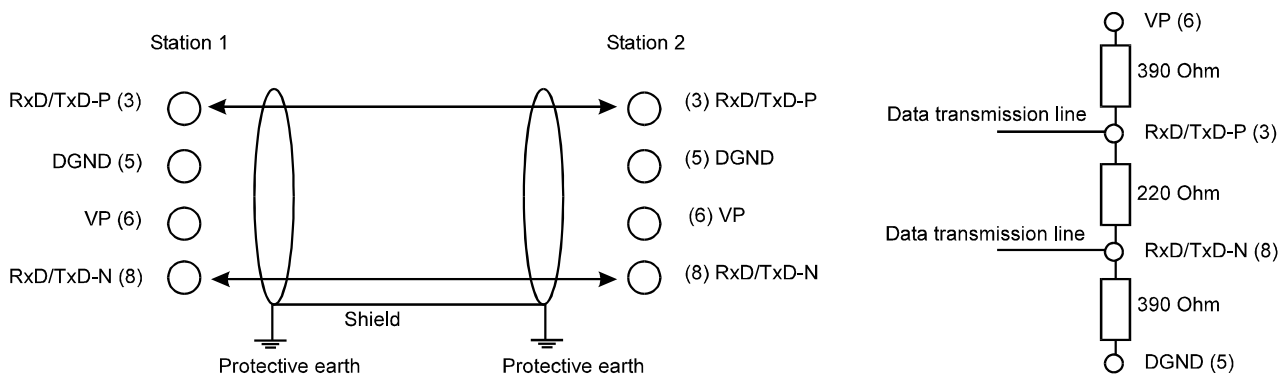 Station 1
Station 2
RxD/TxD-P (3)
(3) RxD/TxD-P
DGND (5)
(5) DGND
VP (6)
(6) VP
RxD/TxD-N (8)
(8) RxD/TxD-N
Shield
Protective earth
Protective earth
VP (6)
390 Ohm
Data transmission line
RxD/TxD-P (3)
220 Ohm
Data transmission line
RxD/TxD-N (8)
390 Ohm
DGND (5)